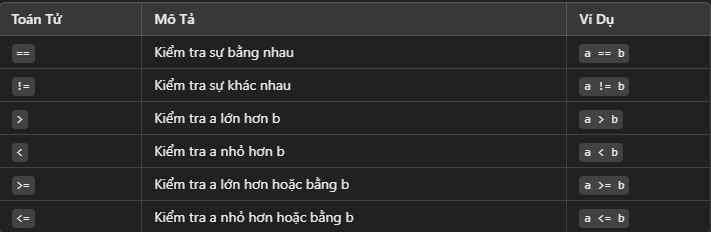 Toán Tử Mô Tả Ví Dụ
== Kiểm tra sự bằng nhau a == b
!= Kiểm tra sự khác nhau a != b
> Kiểm tra a lớn hơn b a > b
< Kiểm tra a nhỏ hơn b a < b
>= Kiểm tra a lớn hơn hoặc bằng b a >= b
<= Kiểm tra a nhỏ hơn hoặc bằng b a <= b